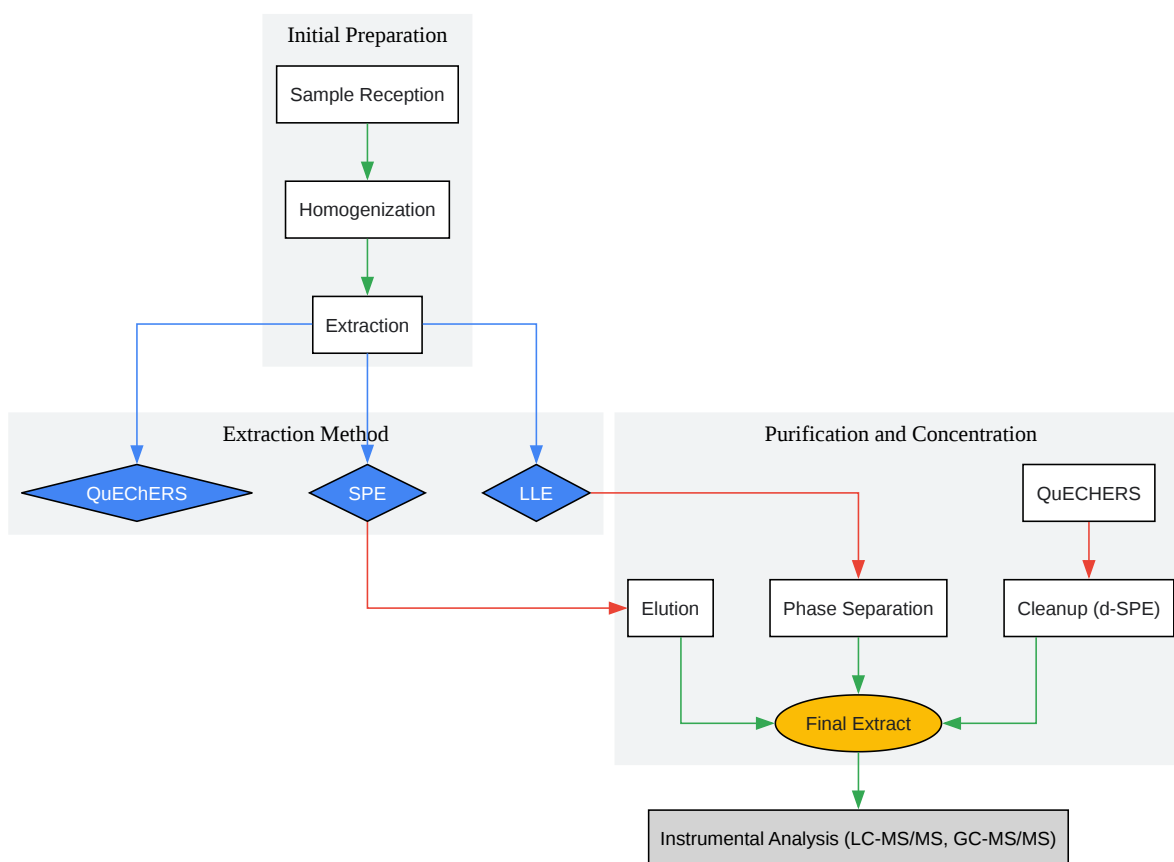 Initial Preparation
Sample Reception
Homogenization
Extraction
Extraction Method
QuEChERS
SPE
LLE
Purification and Concentration
QuECHERS
Elution
Phase Separation
Cleanup (d-SPE)
Final Extract
Instrumental Analysis (LC-MS/MS, GC-MS/MS)